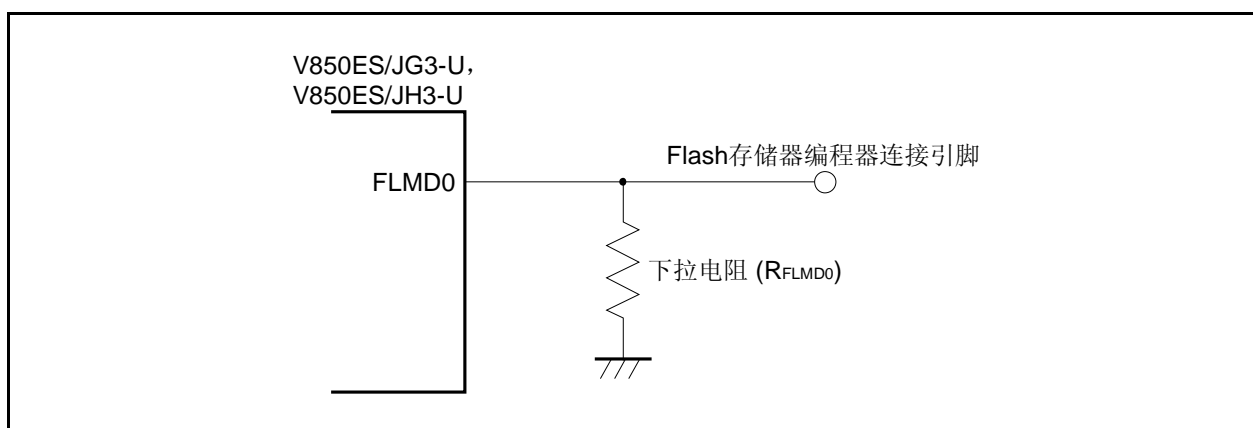 V850ES/JG3-U，
V850ES/JH3-U
Flash存储器编程器连接引脚
FLMD0
下拉电阻 (RFLMD0)